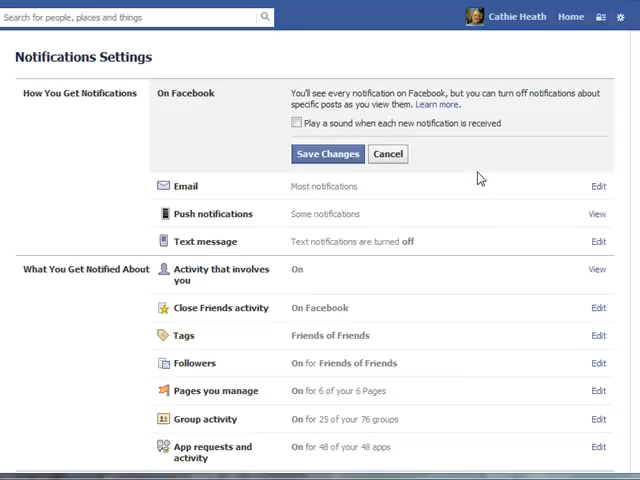 Search for people, places and things
Cathie Heath Home
Notifications Settings
How You Get Notifications
On Facebook
You'll see every notification on Facebook, but you can turn off notifications about
specific posts as you view them. Learn more.
Play a sound when each new notification is received
Save Changes Cancel
Email Most notifications Edit
Push notifications Some notifications View
Text message Text notifications are turned off Edit
What You Get Notified About
Activity that involves
you
On View
Close Friends activity On Facebook Edit
Tags Friends of Friends Edit
Followers On for Friends of Friends Edit
Pages you manage On for 6 of your 6 Pages Edit
Group activity On for 25 of your 76 groups Edit
App requests and
activity
On for 48 of your 48 apps Edit